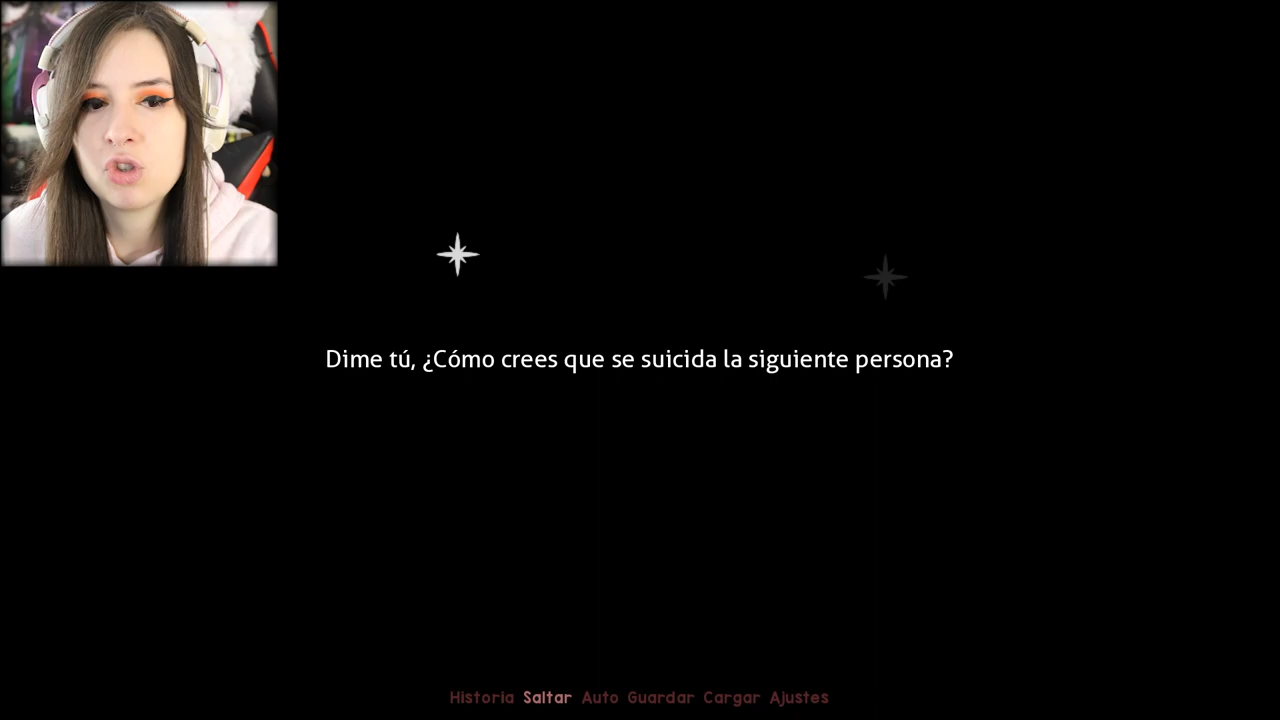 Dime tú, ¿Cómo crees que se suicida la siguiente persona?
Historia Saltar Auto Guardar Cargar Ajustes